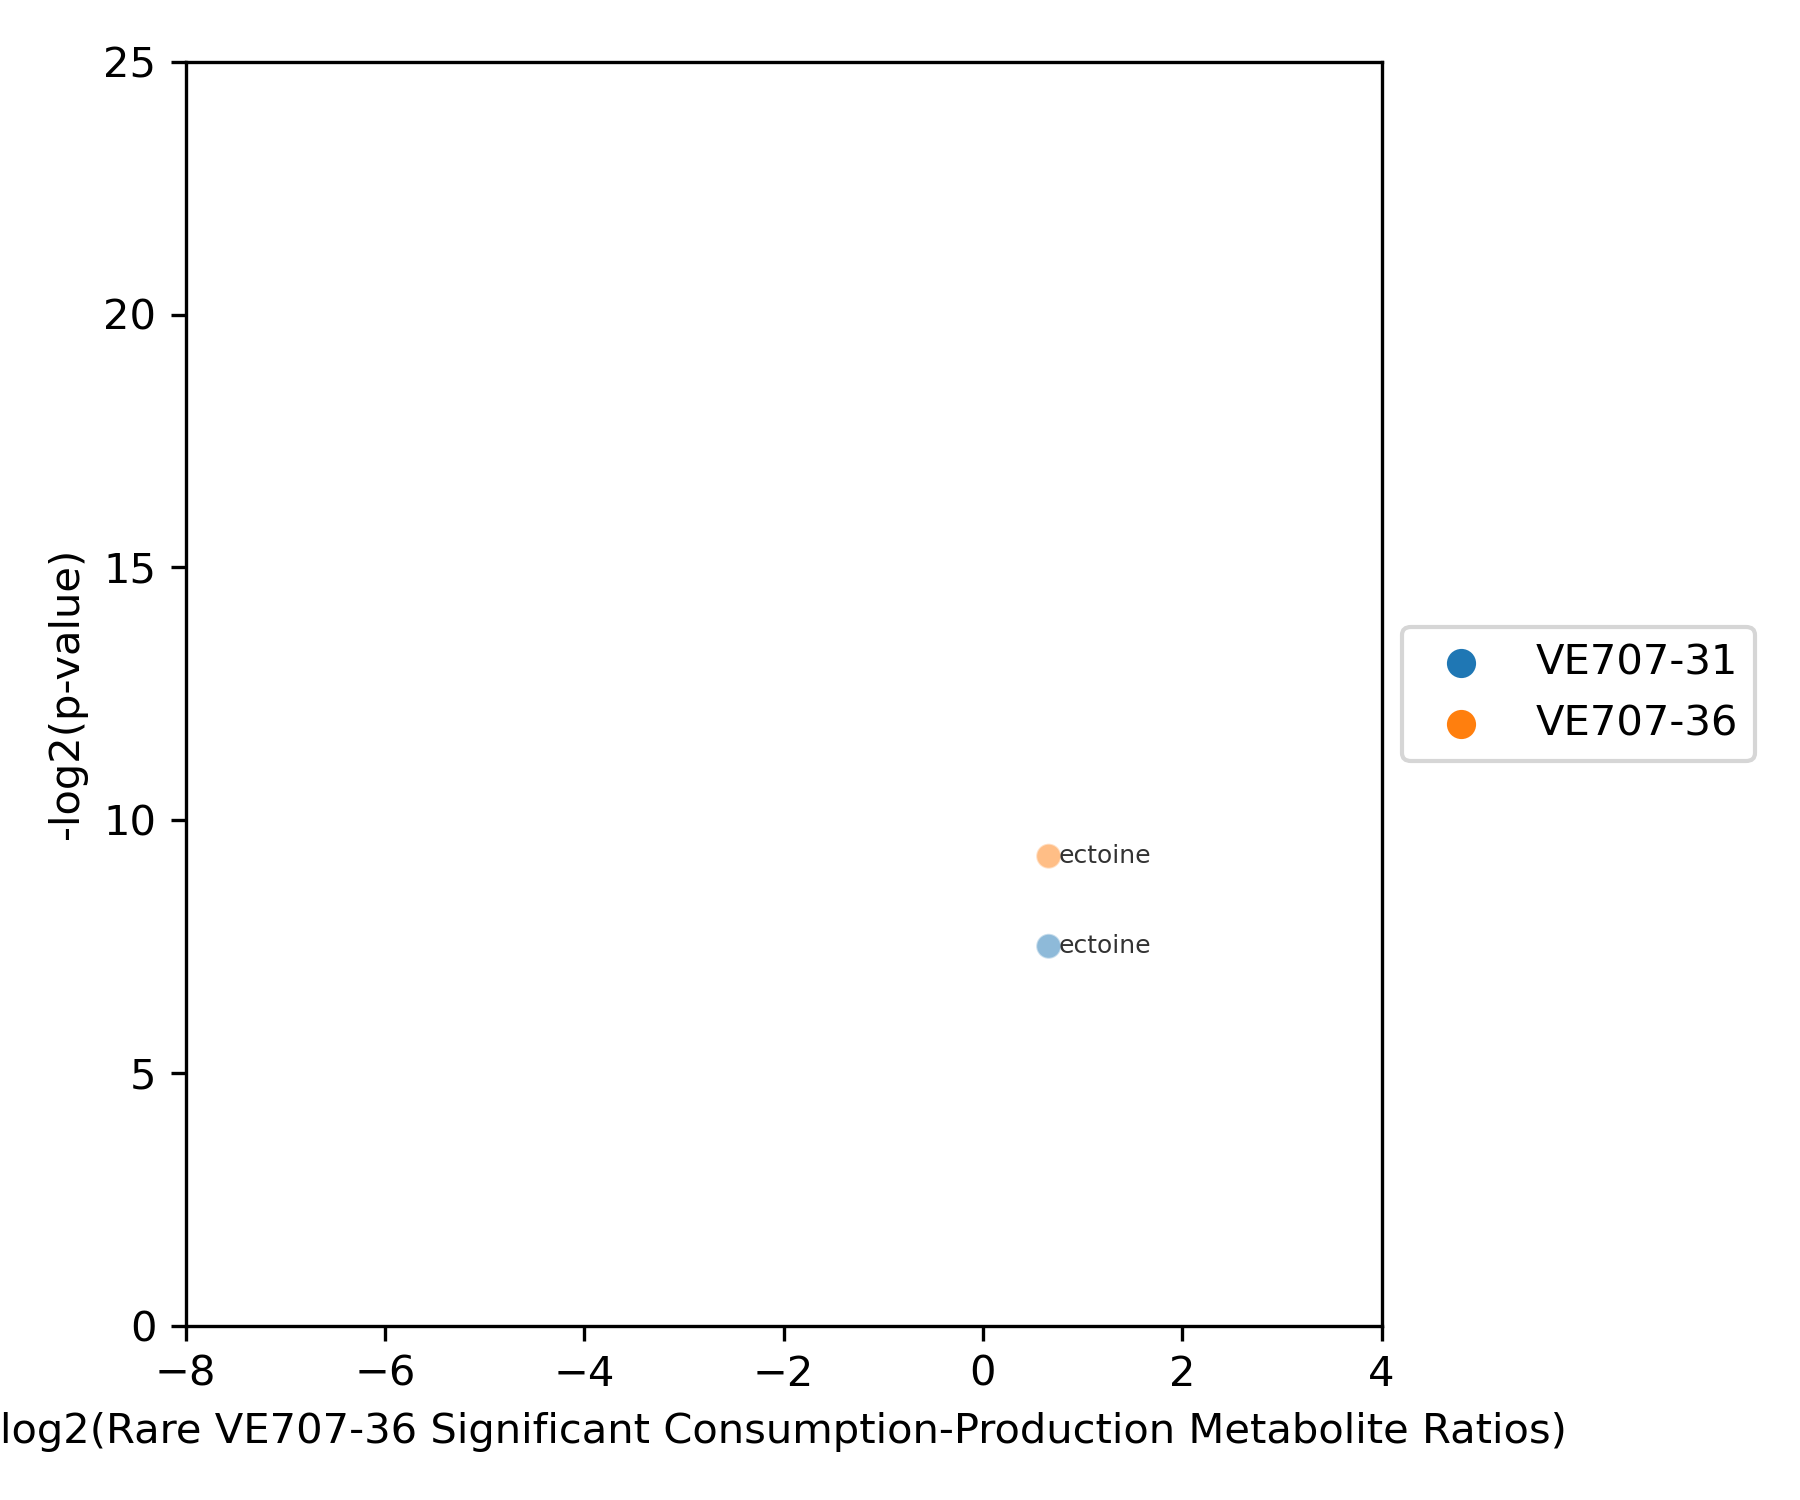 25
20
15
10
5
0
-log2(p-value)
ectoine
ectoine
VE707-31
VE707-36
−8 −6 −4 −2 0 2 4
log2(Rare VE707-36 Significant Consumption-Production Metabolite Ratios)